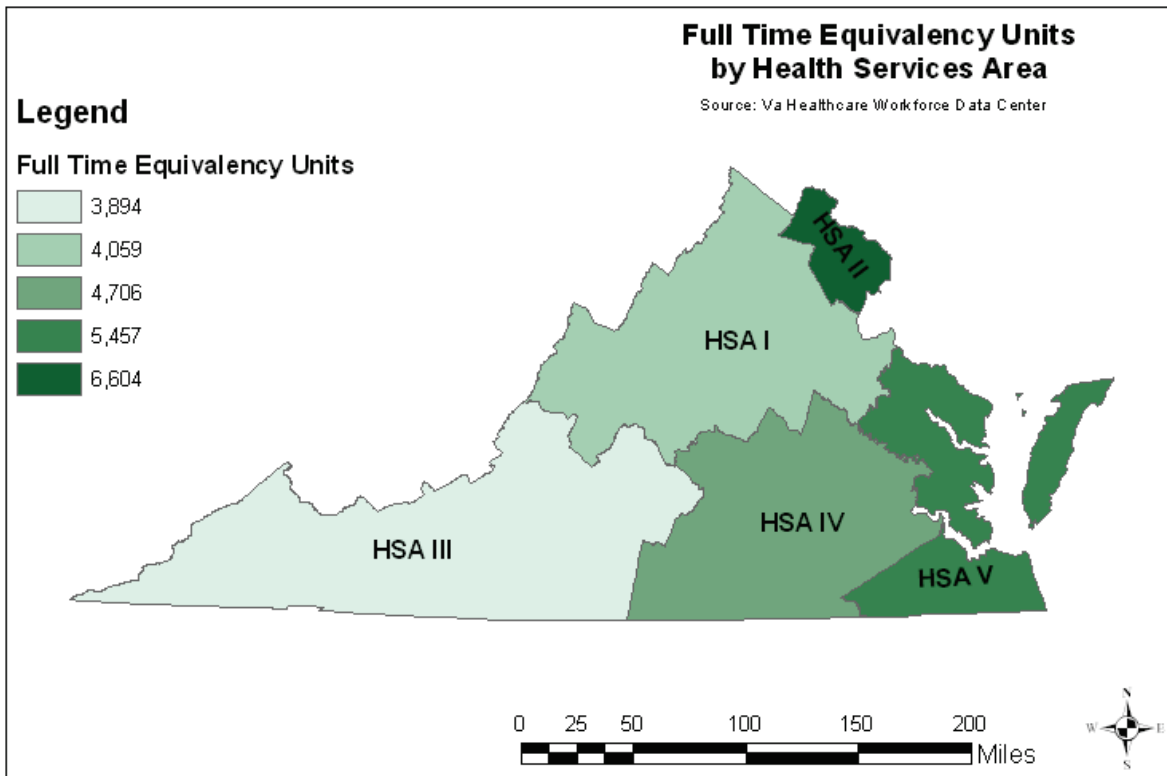 Full Time Equivalency Units
by Health Services Area
Source: Va Healthcare Workforce Data Center
Legend
Full Time Equivalency Units
3,894
4,059
4,706
5,457
6,604
HSA II
HSA I
HSA III
HSA IV
HSA V
0 25 50 100 150 200
Miles
N
W E
S